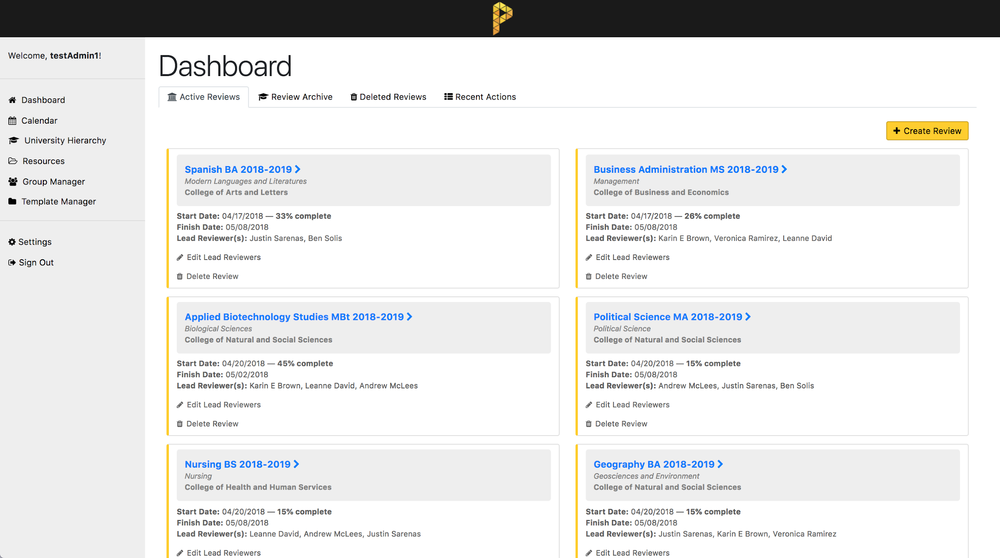 Welcome, testAdmin1!
Dashboard
Calendar
University Hierarchy
Resources
Group Manager
Template Manager
Settings
Sign Out
Dashboard
Active Reviews
Review Archive
Deleted Reviews
Recent Actions
Create Review
Spanish BA 2018-2019
Modern Languages and Literatures
College of Arts and Letters
Start Date: 04/17/2018 — 33% complete
Finish Date: 05/08/2018
Lead Reviewer(s): Justin Sarenas, Ben Solis
Edit Lead Reviewers
Delete Review
Business Administration MS 2018-2019
Management
College of Business and Economics
Start Date: 04/17/2018 — 26% complete
Finish Date: 05/08/2018
Lead Reviewer(s): Karin E Brown, Veronica Ramirez, Leanne David
Edit Lead Reviewers
Delete Review
Applied Biotechnology Studies MBt 2018-2019
Biological Sciences
College of Natural and Social Sciences
Start Date: 04/20/2018 — 45% complete
Finish Date: 05/02/2018
Lead Reviewer(s): Karin E Brown, Leanne David, Andrew McLees
Edit Lead Reviewers
Delete Review
Political Science MA 2018-2019
Political Science
College of Natural and Social Sciences
Start Date: 04/20/2018 — 15% complete
Finish Date: 05/08/2018
Lead Reviewer(s): Andrew McLees, Justin Sarenas, Ben Solis
Edit Lead Reviewers
Delete Review
Nursing BS 2018-2019
Nursing
College of Health and Human Services
Start Date: 04/20/2018 — 15% complete
Finish Date: 05/08/2018
Lead Reviewer(s): Leanne David, Andrew McLees, Justin Sarenas
Edit Lead Reviewers
Geography BA 2018-2019
Geosciences and Environment
College of Natural and Social Sciences
Start Date: 04/20/2018 — 15% complete
Finish Date: 05/08/2018
Lead Reviewer(s): Justin Sarenas, Karin E Brown, Veronica Ramirez
Edit Lead Reviewers